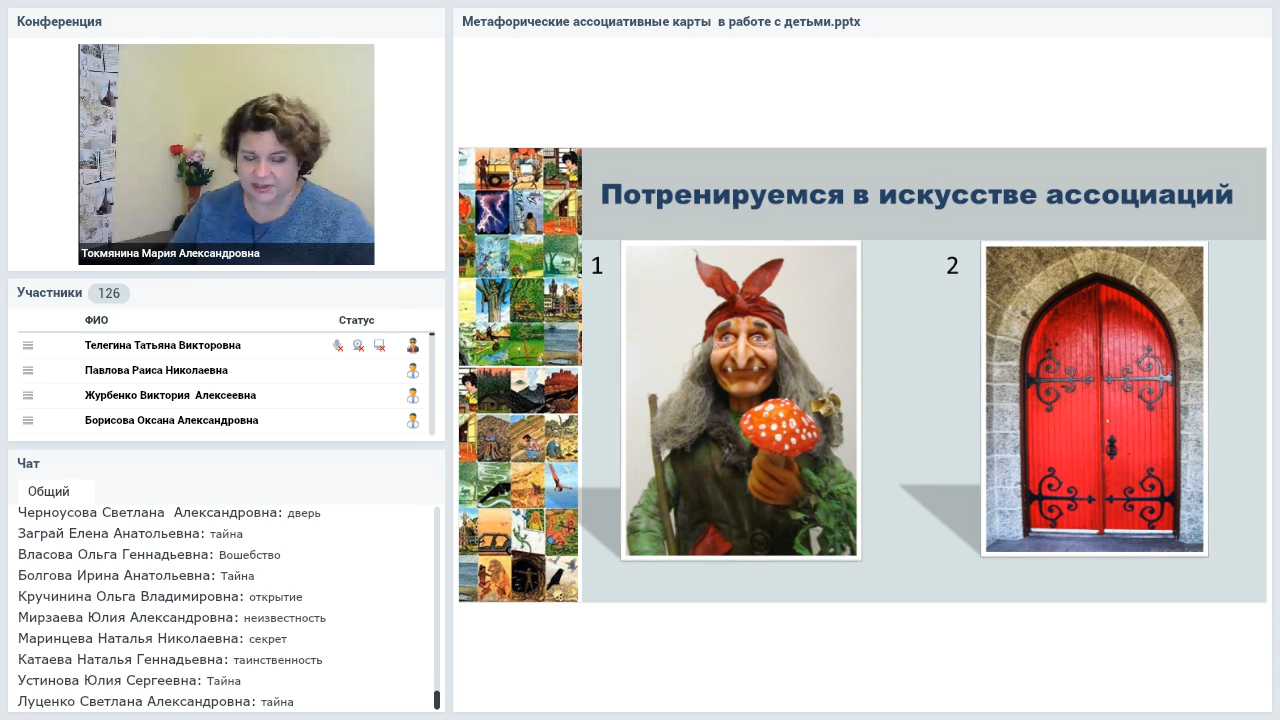 Конференция
Токмянина Мария Александровна
Участники 126
ФИО Статус
Телегина Татьяна Викторовна
Павлова Раиса Николаевна
Журбенко Виктория  Алексеевна
Борисова Оксана Александровна
Чат
Общий
Черноусова Светлана  Александровна: дверь
Заграй Елена Анатольевна: тайна
Власова Ольга Геннадьевна: Вошебство
Болгова Ирина Анатольевна: Тайна
Кручинина Ольга Владимировна: открытие
Мирзаева Юлия Александровна: неизвестность
Маринцева Наталья Николаевна: секрет
Катаева Наталья Геннадьевна: таинственность
Устинова Юлия Сергеевна: Тайна
Луценко Светлана Александровна: тайна
Метафорические ассоциативные карты  в работе с детьми.pptx
Потренируемся в искусстве ассоциаций
1
2